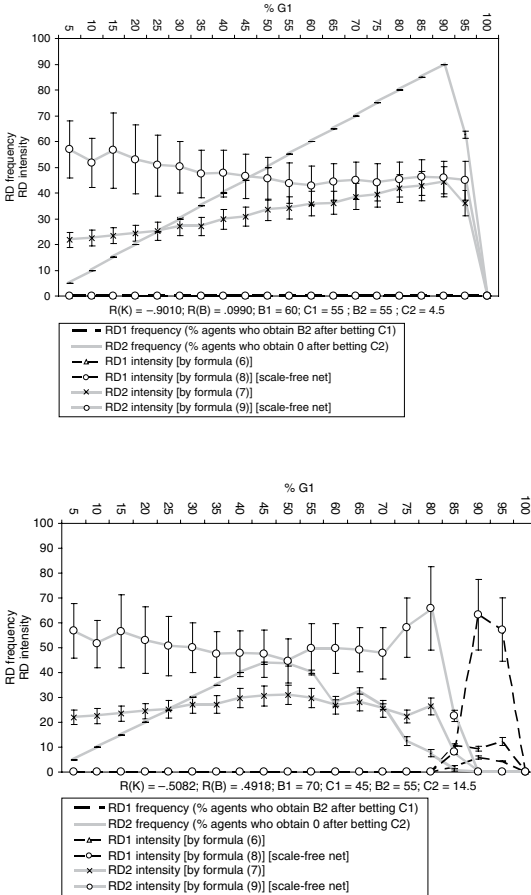 % G1
5 10 15 20 25 30 35 40 45 50 55 60 65 70 75 80 85 90 95 100
100
90
80
70
60
50
40
30
20
10
0
RD frequency
RD intensity
R(K) = –.9010; R(B) = .0990; B1 = 60; C1 = 55 ; B2 = 55 ; C2 = 4.5
RD1 frequency (% agents who obtain B2 after betting C1)
RD2 frequency (% agents who obtain 0 after betting C2)
RD1 intensity [by formula (6)]
RD1 intensity [by formula (8)] [scale-free net]
RD2 intensity [by formula (7)]
RD2 intensity [by formula (9)] [scale-free net]
% G1
5 10 15 20 25 30 35 40 45 50 55 60 65 70 75 80 85 90 95 100
100
90
80
70
60
50
40
30
20
10
0
RD frequency
RD intensity
R(K) = –.5082; R(B) = .4918; B1 = 70; C1 = 45; B2 = 55; C2 = 14.5
RD1 frequency (% agents who obtain B2 after betting C1)
RD2 frequency (% agents who obtain 0 after betting C2)
RD1 intensity [by formula (6)]
RD1 intensity [by formula (8)] [scale-free net]
RD2 intensity [by formula (7)]
RD2 intensity [by formula (9)] [scale-free net]